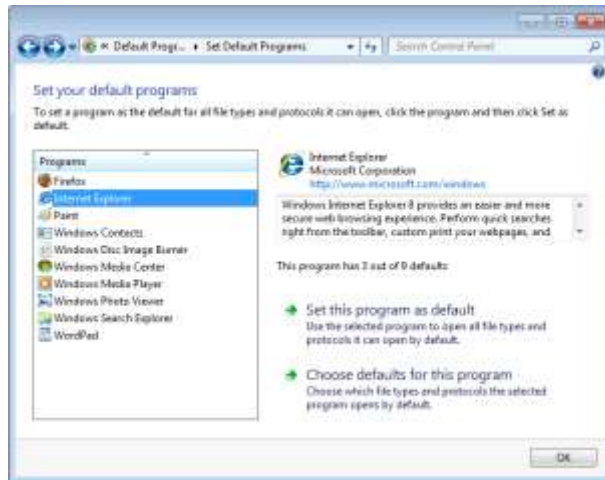 Default Progr... Set Default Programs Search Control Panel
Set your default programs
To set a program as the default for all file types and protocols it can open, click the program and then click Set as
default.
Programs
Firefox
Internet Explorer
Paint
Windows Contacts
Windows Disc Image Burner
Windows Media Center
Windows Media Player
Windows Photo Viewer
Windows Search Explorer
WordPad
Internet Explorer
Microsoft Corporation
http://www.microsoft.com/windows
Windows Internet Explorer 8 provides an easier and more
secure web browsing experience. Perform quick searches
right from the toolbar, custom print your webpages, and
This program has 3 out of 9 defaults
Set this program as default
Use the selected program to open all file types and
protocols it can open by default.
Choose defaults for this program
Choose which file types and protocols the selected
program opens by default.
OK